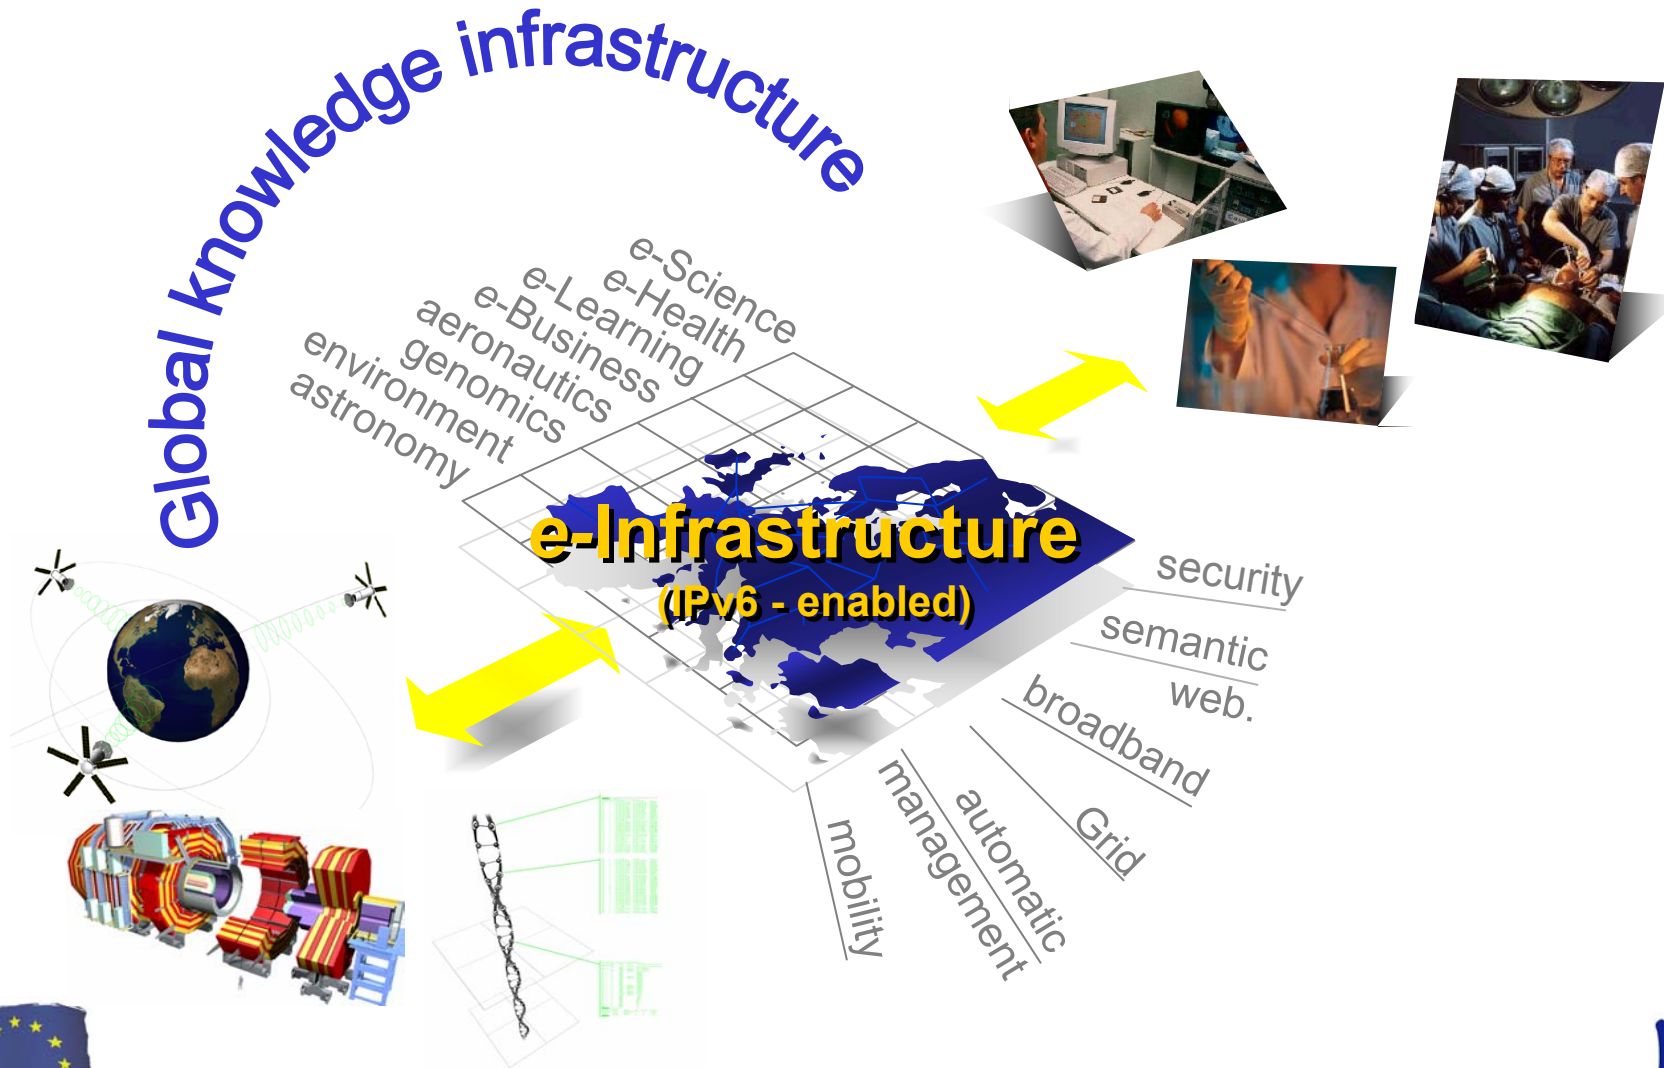 Global knowledge infrastructure
e-Science
e-Health
e-Learning
e-Business
aeronautics
genomics
environment
astronomy
e-Infrastructure
(IPv6 - enabled)
security
semantic
web.
broadband
Grid
automatic
management
mobility